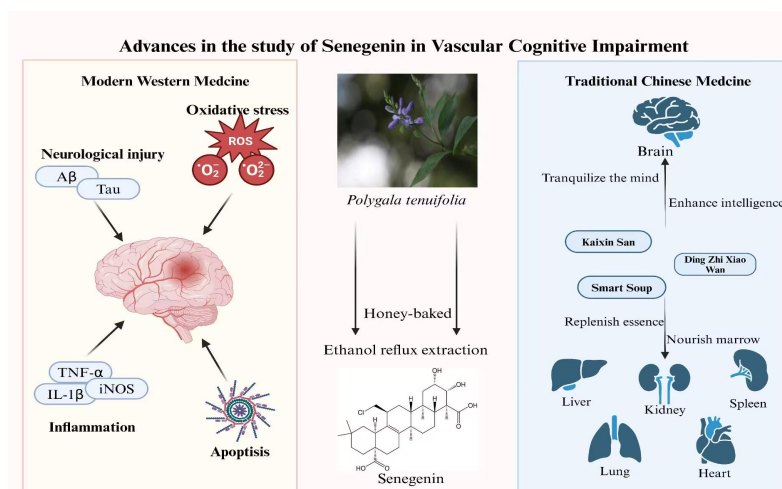 Advances in the study of Senegenin in Vascular Cognitive Impairment
Modern Western Medcine
Oxidative stress
ROS
•O₂⁻
•O₂²⁻
Neurological injury
Aβ
Tau
TNF-α
IL-1β
iNOS
Inflammation
Apoptisis
Polygala tenuifolia
Honey-baked
Ethanol reflux extraction
OH
OH
Cl
H
H
OH
O
H
HO
O
Senegenin
Traditional Chinese Medcine
Brain
Tranquilize the mind
Enhance intelligence
Kaixin San
Ding Zhi Xiao
Wan
Smart Soup
Replenish essence
Nourish marrow
Liver
Kidney
Spleen
Lung
Heart